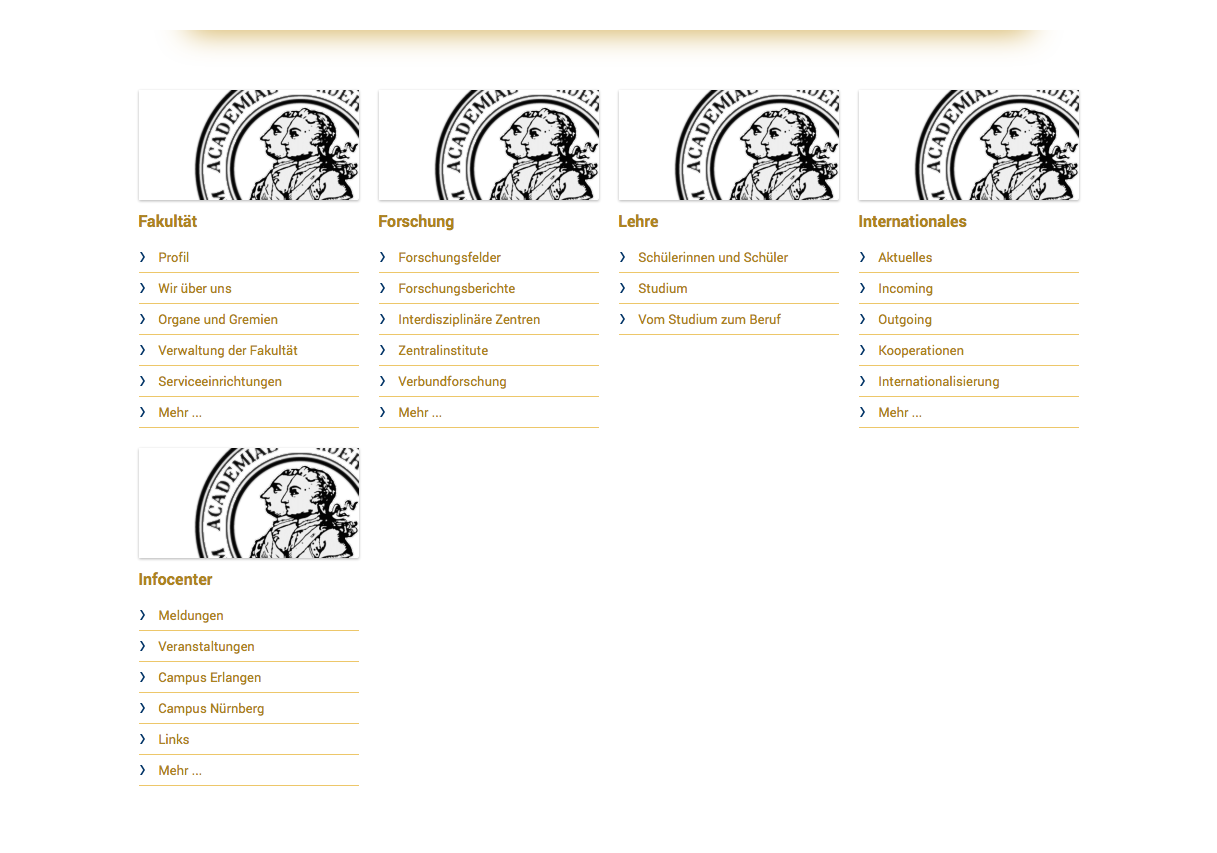 ACADEMIAE
Fakultät
Profil
Wir über uns
Organe und Gremien
Verwaltung der Fakultät
Serviceeinrichtungen
Mehr ...
ACADEMIAE
Forschung
Forschungsfelder
Forschungsberichte
Interdisziplinäre Zentren
Zentralinstitute
Verbundforschung
Mehr ...
ACADEMIAE
Lehre
Schülerinnen und Schüler
Studium
Vom Studium zum Beruf
ACADEMIAE
Internationales
Aktuelles
Incoming
Outgoing
Kooperationen
Internationalisierung
Mehr ...
ACADEMIAE
Infocenter
Meldungen
Veranstaltungen
Campus Erlangen
Campus Nürnberg
Links
Mehr ...